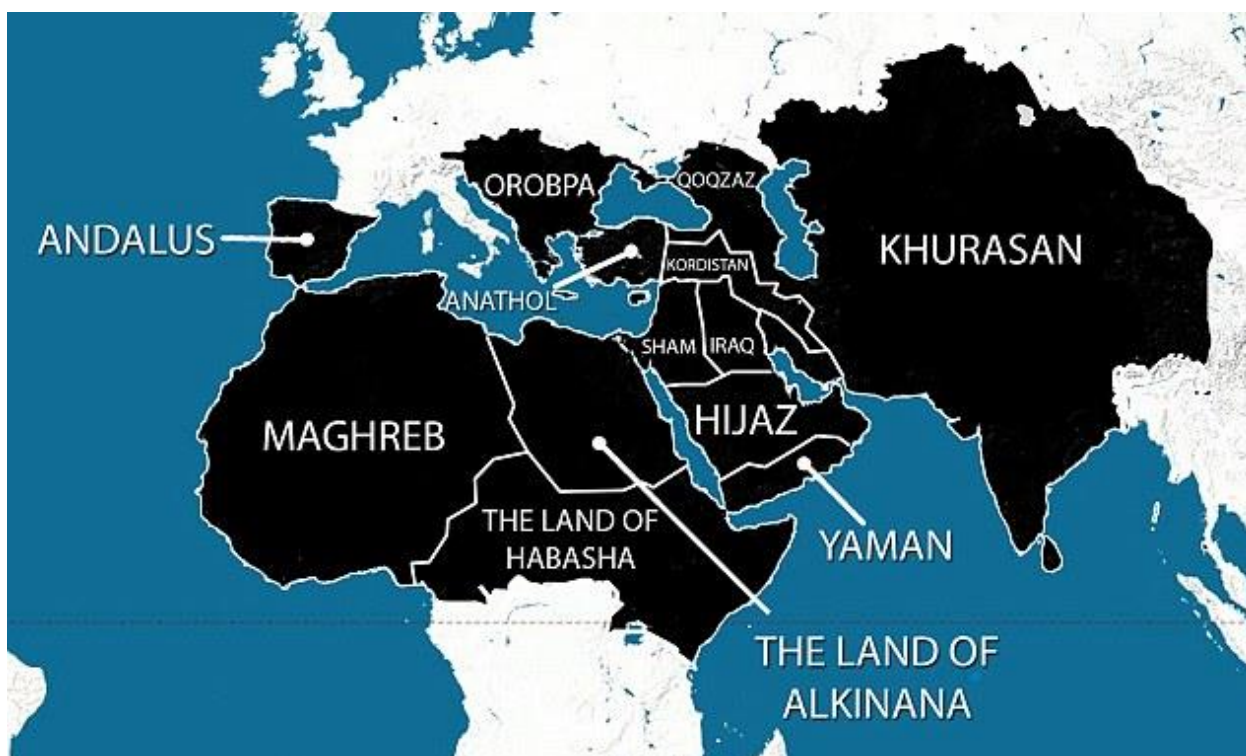 OROBPA
QOQZAZ
ANDALUS
KHURASAN
KORDISTAN
ANATHOL
SHAM
IRAQ
HIJAZ
MAGHREB
THE LAND OF
HABASHA
YAMAN
THE LAND OF
ALKINANA